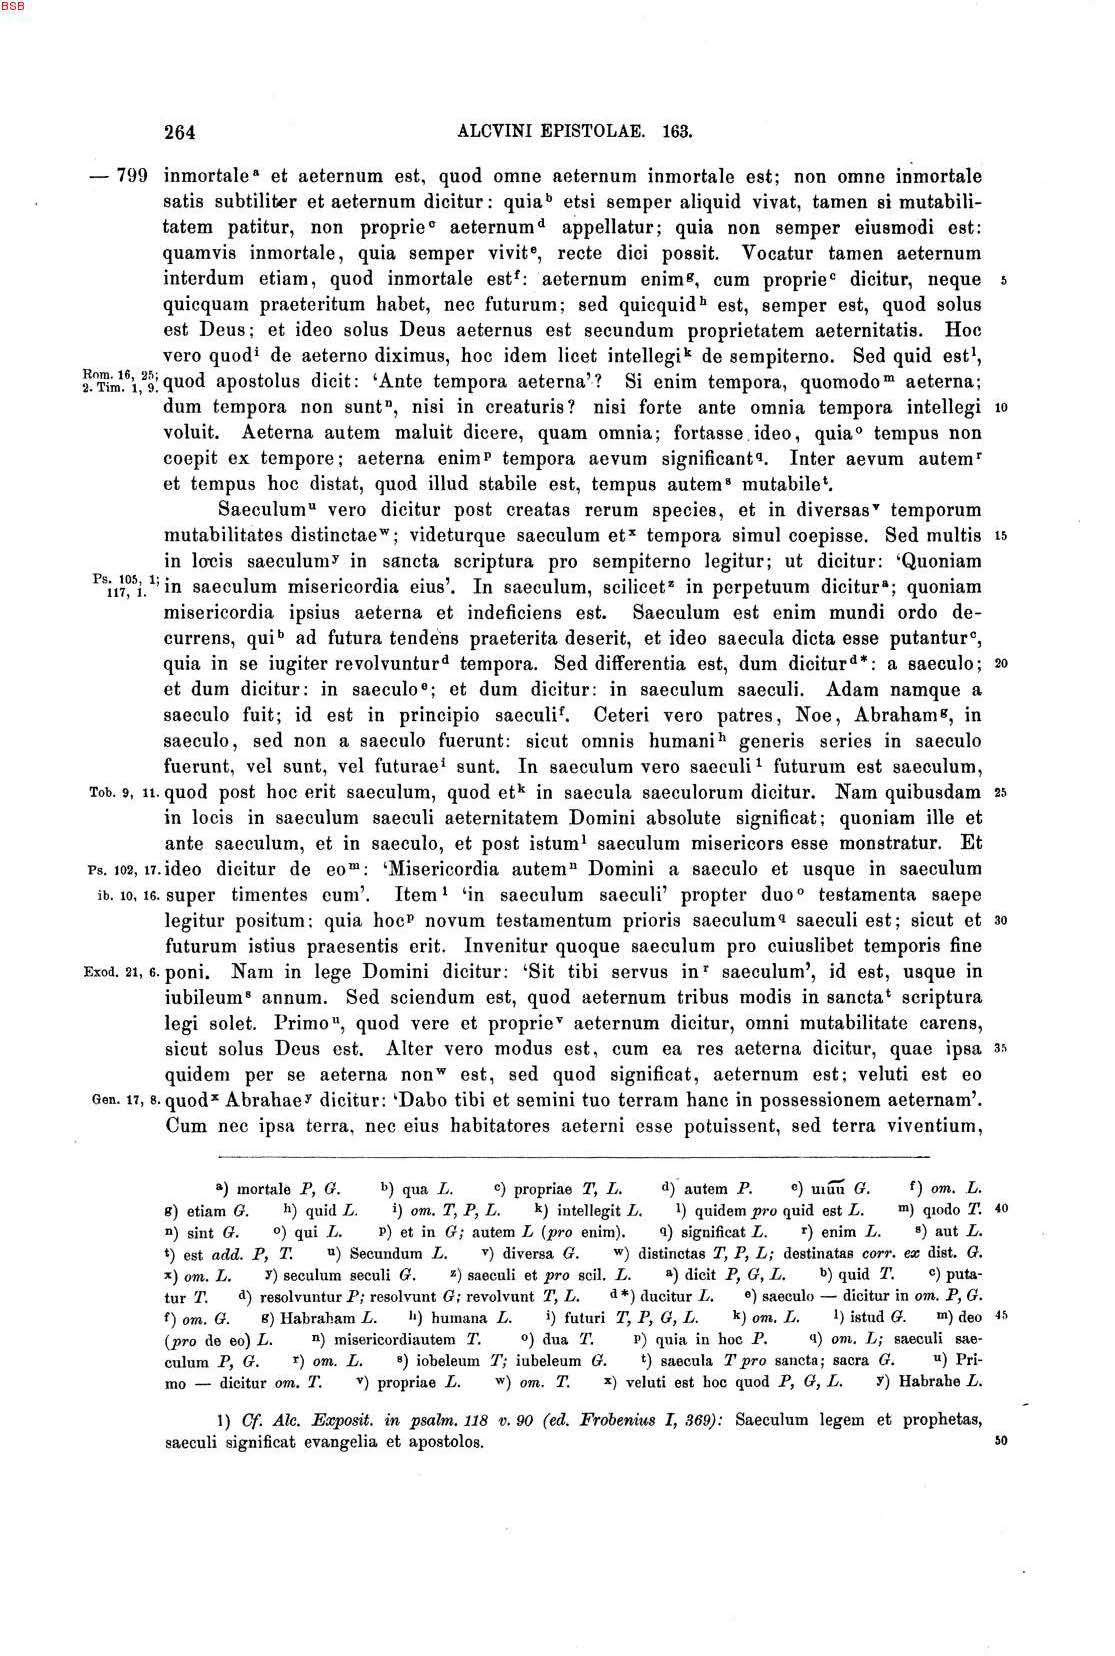 BSB
264 ALCVINI EPISTOLAE. 163.
— 799 inmortale a et aeternum est, quod omne aeternum inmortale est; non omne inmortale
satis subtiliter et aeternum dicitur: quia b etsi semper aliquid vivat, tamen si mutabili-
tatem patitur, non proprie c aeternum d appellatur; quia non semper eiusmodi est:
quamvis inmortale, quia semper vivit e, recte dici possit. Vocatur tamen aeternum
interdum etiam, quod inmortale est f: aeternum enim g, cum proprie c dicitur, neque 5
quicquam praeteritum habet, nec futurum; sed quicquid h est, semper est, quod solus
est Deus; et ideo solus Deus aeternus est secundum proprietatem aeternitatis. Hoc
vero quod i de aeterno diximus, hoc idem licet intellegi k de sempiterno. Sed quid est l,
Rom. 16, 25;
2. Tim. 1, 9. quod apostolus dicit: ‘Ante tempora aeterna’? Si enim tempora, quomodo m aeterna;
dum tempora non sunt n, nisi in creaturis? nisi forte ante omnia tempora intellegi 10
voluit. Aeterna autem maluit dicere, quam omnia; fortasse ideo, quia o tempus non
coepit ex tempore; aeterna enim p tempora aevum significant q. Inter aevum autem r
et tempus hoc distat, quod illud stabile est, tempus autem s mutabile t.
Saeculum u vero dicitur post creatas rerum species, et in diversas v temporum
mutabilitates distinctae w; videturque saeculum et x tempora simul coepisse. Sed multis 15
in locis saeculum y in sancta scriptura pro sempiterno legitur; ut dicitur: ‘Quoniam
Ps. 105, 1;
117, 1. in saeculum misericordia eius’. In saeculum, scilicet z in perpetuum dicitur a; quoniam
misericordia ipsius aeterna et indeficiens est. Saeculum est enim mundi ordo de-
currens, qui b ad futura tendens praeterita deserit, et ideo saecula dicta esse putantur c,
quia in se iugiter revolvuntur d tempora. Sed differentia est, dum dicitur d*: a saeculo; 20
et dum dicitur: in saeculo e; et dum dicitur: in saeculum saeculi. Adam namque a
saeculo fuit; id est in principio saeculi f. Ceteri vero patres, Noe, Abraham g, in
saeculo, sed non a saeculo fuerunt: sicut omnis humani h generis series in saeculo
fuerunt, vel sunt, vel futurae i sunt. In saeculum vero saeculi 1 futurum est saeculum,
Tob. 9, 11. quod post hoc erit saeculum, quod et k in saecula saeculorum dicitur. Nam quibusdam 25
in locis in saeculum saeculi aeternitatem Domini absolute significat; quoniam ille et
ante saeculum, et in saeculo, et post istum l saeculum misericors esse monstratur. Et
Ps. 102, 17. ideo dicitur de eo m: ‘Misericordia autem n Domini a saeculo et usque in saeculum
ib. 10, 16. super timentes eum’. Item 1 ‘in saeculum saeculi’ propter duo o testamenta saepe
legitur positum; quia hoc p novum testamentum prioris saeculum q saeculi est; sicut et 30
futurum istius praesentis erit. Invenitur quoque saeculum pro cuiuslibet temporis fine
Exod. 21, 6. poni. Nam in lege Domini dicitur: ‘Sit tibi servus in r saeculum’, id est, usque in
iubileum s annum. Sed sciendum est, quod aeternum tribus modis in sancta t scriptura
legi solet. Primo u, quod vere et proprie v aeternum dicitur, omni mutabilitate carens,
sicut solus Deus est. Alter vero modus est, cum ea res aeterna dicitur, quae ipsa 35
quidem per se aeterna non w est, sed quod significat, aeternum est; veluti est eo
Gen. 17, 8. quod x Abrahae y dicitur: ‘Dabo tibi et semini tuo terram hanc in possessionem aeternam’.
Cum nec ipsa terra, nec eius habitatores aeterni esse potuissent, sed terra viventium,
a) mortale P, G. b) qua L. c) propriae T, L. d) autem P. e) uiūū G. f) om. L.
g) etiam G. h) quid L. i) om. T, P, L. k) intellegit L. l) quidem pro quid est L. m) qıodo T. 40
n) sint G. o) qui L. p) et in G; autem L (pro enim). q) significat L. r) enim L. s) aut L.
t) est add. P, T. u) Secundum L. v) diversa G. w) distinctas T, P, L; destinatas corr. ex dist. G.
x) om. L. y) seculum seculi G. z) saeculi et pro scil. L. a) dicit P, G, L. b) quid T. c) puta-
tur T. d) resolvuntur P; resolvunt G; revolvunt T, L. d*) ducitur L. e) saeculo — dicitur in om. P, G.
f) om. G. g) Habraham L. h) humana L. i) futuri T, P, G, L. k) om. L. l) istud G. m) deo 45
(pro de eo) L. n) misericordiautem T. o) dua T. p) quia in hoc P. q) om. L; saeculi sae-
culum P, G. r) om. L. s) iobeleum T; iubeleum G. t) saecula T pro sancta; sacra G. u) Pri-
mo — dicitur om. T. v) propriae L. w) om. T. x) veluti est hoc quod P, G, L. y) Habrahe L.
1) Cf. Alc. Exposit. in psalm. 118 v. 90 (ed. Frobenius I, 369): Saeculum legem et prophetas,
saeculi significat evangelia et apostolos. 50